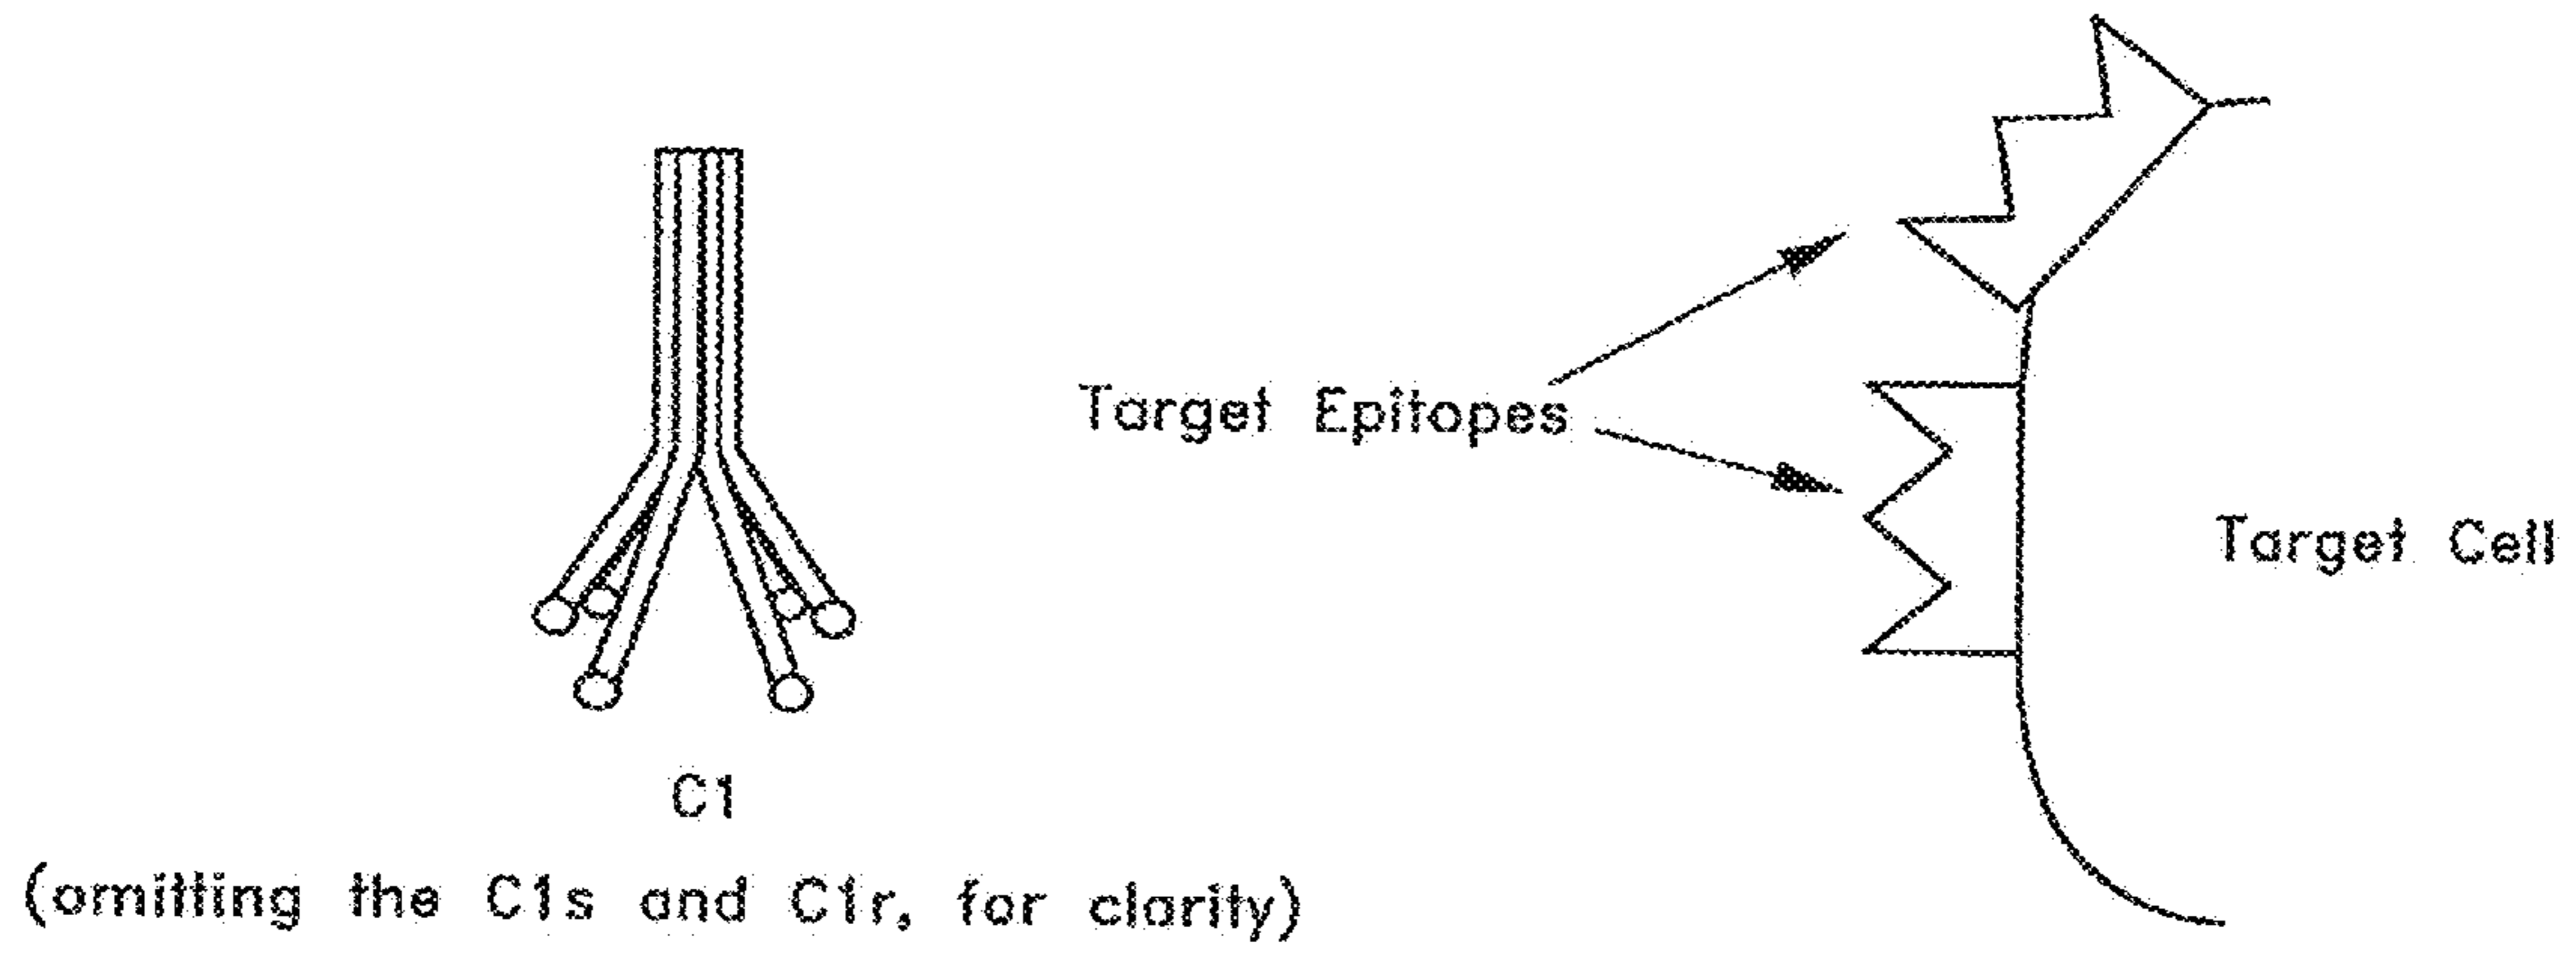 Target Epitopes
Target Cell
C1
(omitting the C1s and C1r, for clarity)